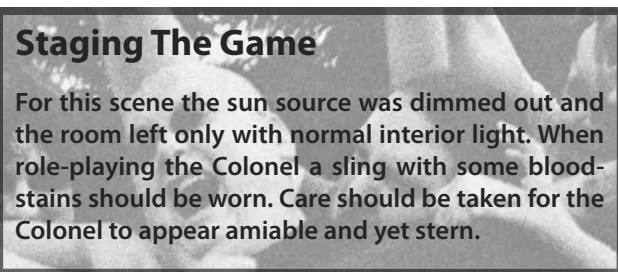 Staging The Game
For this scene the sun source was dimmed out and
the room left only with normal interior light. When
role-playing the Colonel a sling with some blood-
stains should be worn. Care should be taken for the
Colonel to appear amiable and yet stern.